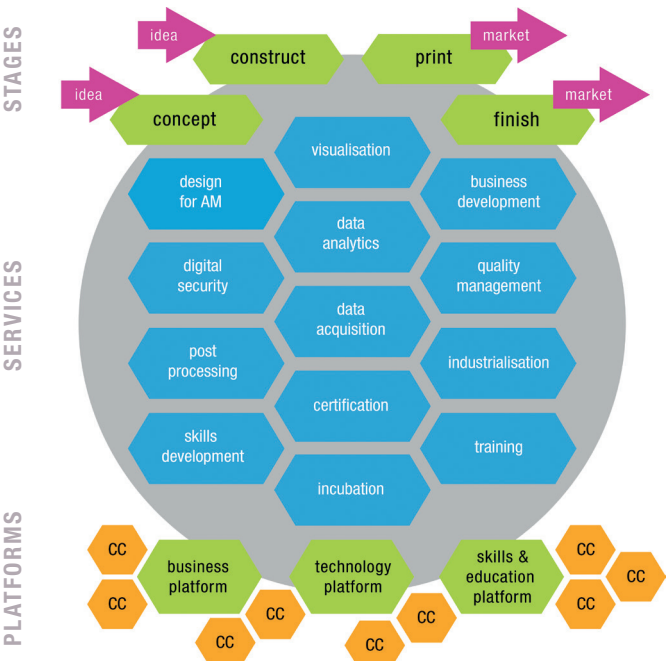 STAGES
idea
construct
print
market
idea
concept
finish
market
SERVICES
visualisation
design
for AM
business
development
data
analytics
digital
security
quality
management
data
acquisition
post
processing
industrialisation
certification
skills
development
training
incubation
PLATFORMS
CC
CC
business
platform
CC
CC
technology
platform
CC
CC
skills &
education
platform
CC
CC
CC